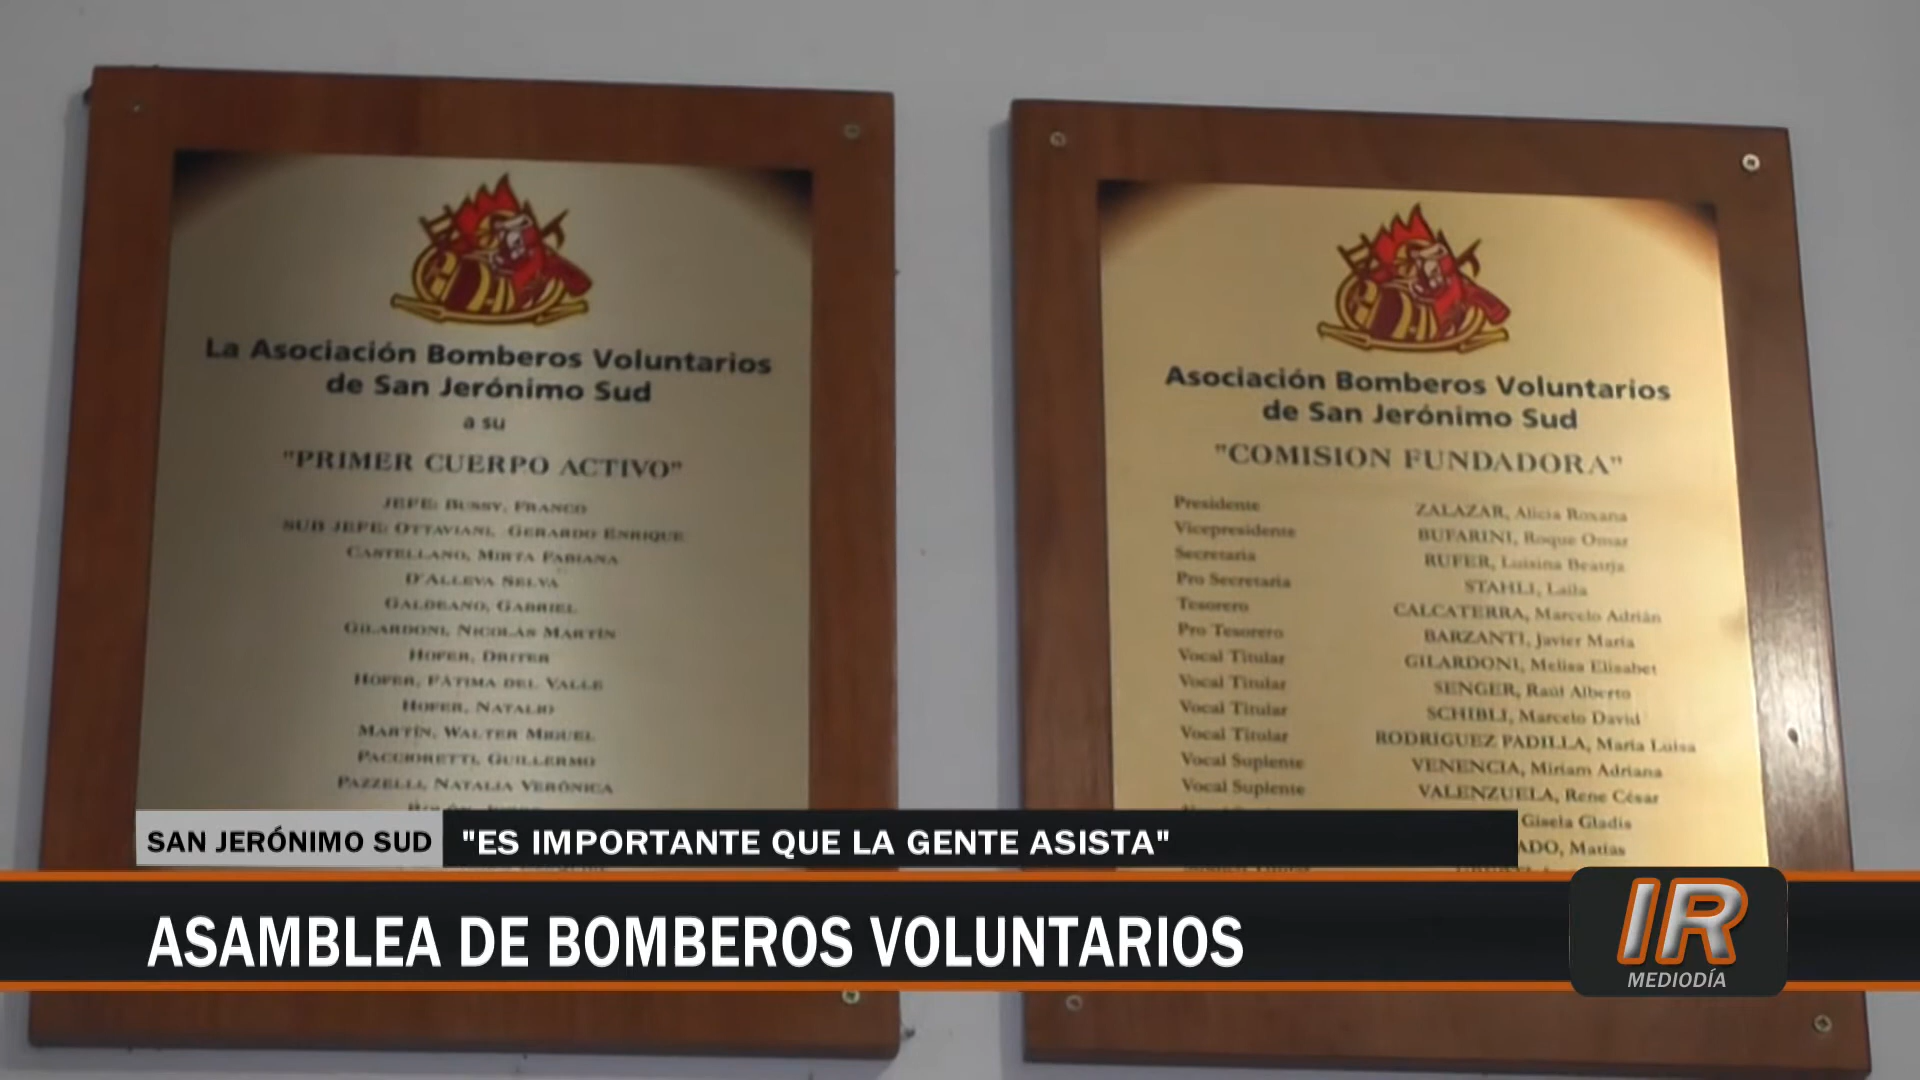 La Asociación Bomberos Voluntarios
de San Jerónimo Sud
a su
"PRIMER CUERPO ACTIVO"
JEFE: BUSSY, FRANCO
SUB JEFE: OTTAVIANI, GERARDO ENRIQUE
CASTELLANO, MIRTA FABIANA
D'ALLEVA SELVA
GALDEANO, GABRIEL
GILARDONI, NICOLÁS MARTÍN
HOFER, DRITER
HOFER, FÁTIMA DEL VALLE
HOFER, NATALIO
MARTÍN, WALTER MIGUEL
PACCIORETTI, GUILLERMO
PAZZELLI, NATALIA VERÓNICA
Asociación Bomberos Voluntarios
de San Jerónimo Sud
"COMISION FUNDADORA"
Presidente ZALAZAR, Alicia Roxana
Vicepresidente BUFARINI, Roque Omar
Secretaria RUFER, Luisina
Pro Secretaria STAHLI, Laila
Tesorero CALCATERRA, Marcelo Adrián
Pro Tesorero BARZANTI, Javier María
Vocal Titular GILARDONI, Melisa Elisabet
Vocal Titular SENGER, Raúl Alberto
Vocal Titular SCHIBLI, Marcelo David
Vocal Titular RODRIGUEZ PADILLA, María Luisa
Vocal Suplente VENENCIA, Miriam Adriana
Vocal Suplente VALENZUELA, Rene César
Gisela Gladis
ADO, Matías
SAN JERÓNIMO SUD "ES IMPORTANTE QUE LA GENTE ASISTA"
ASAMBLEA DE BOMBEROS VOLUNTARIOS
IR
MEDIODÍA